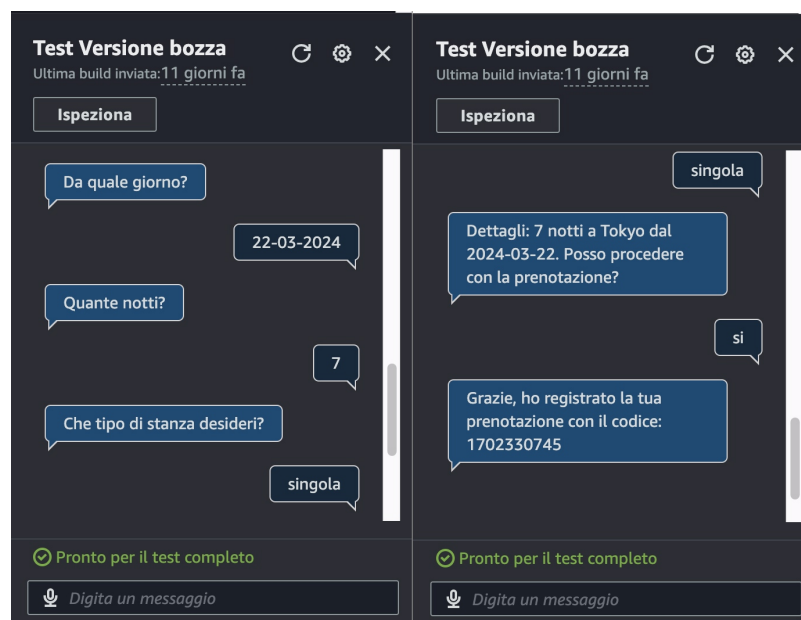 Test Versione bozza
Ultima build inviata:11 giorni fa
Ispeziona
Da quale giorno?
22-03-2024
Quante notti?
7
Che tipo di stanza desideri?
singola
Pronto per il test completo
Digita un messaggio
Test Versione bozza
Ultima build inviata:11 giorni fa
Ispeziona
singola
Dettagli: 7 notti a Tokyo dal
2024-03-22. Posso procedere
con la prenotazione?
si
Grazie, ho registrato la tua
prenotazione con il codice:
1702330745
Pronto per il test completo
Digita un messaggio